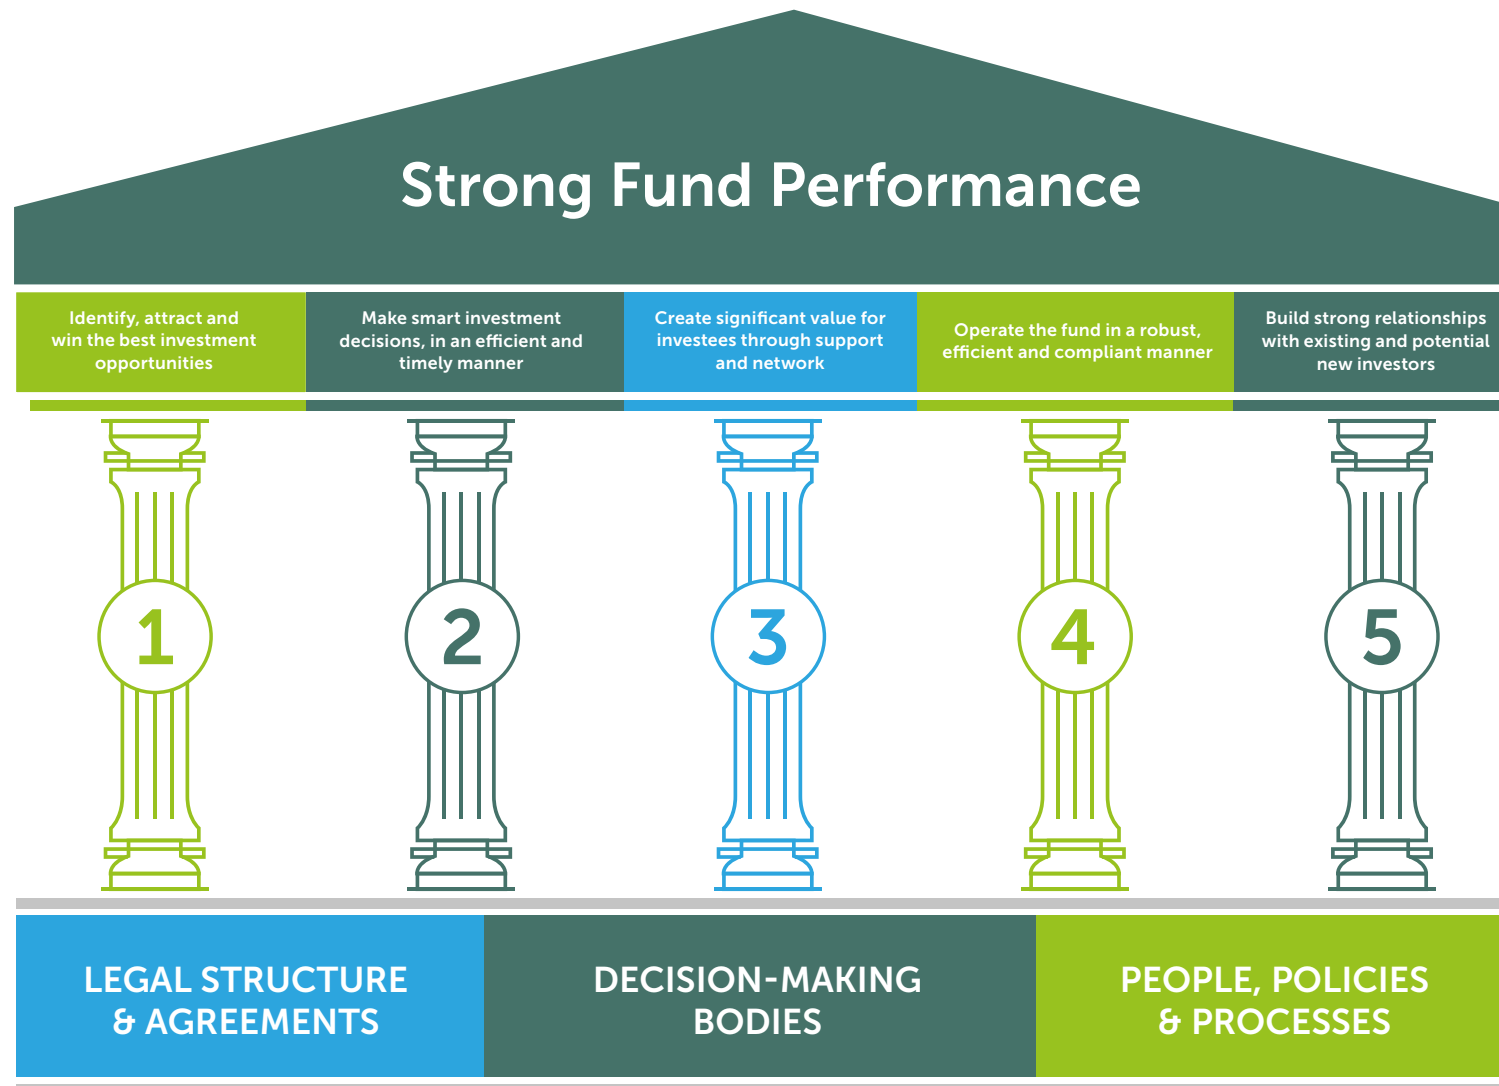 Strong Fund Performance
Identify, attract and
win the best investment
opportunities
Make smart investment
decisions, in an efficient and
timely manner
Create significant value for
investees through support
and network
Operate the fund in a robust,
efficient and compliant manner
Build strong relationships
with existing and potential
new investors
1
2
3
4
5
LEGAL STRUCTURE
& AGREEMENTS
DECISION-MAKING
BODIES
PEOPLE, POLICIES
& PROCESSES